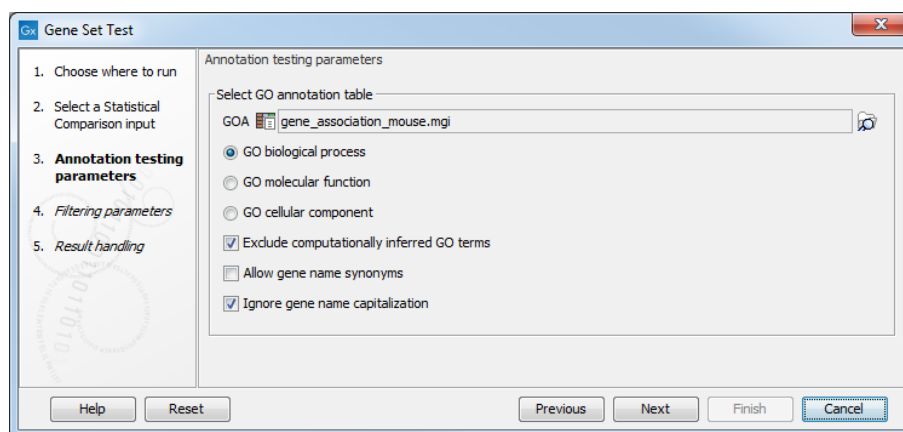 Gx Gene Set Test
X
1. Choose where to run
2. Select a Statistical
Comparison input
3. Annotation testing
parameters
4. Filtering parameters
5. Result handling
Annotation testing parameters
Select GO annotation table
GOA gene_association_mouse.mgi
GO biological process
GO molecular function
GO cellular component
Exclude computationally inferred GO terms
Allow gene name synonyms
Ignore gene name capitalization
Help Reset Previous Next Finish Cancel